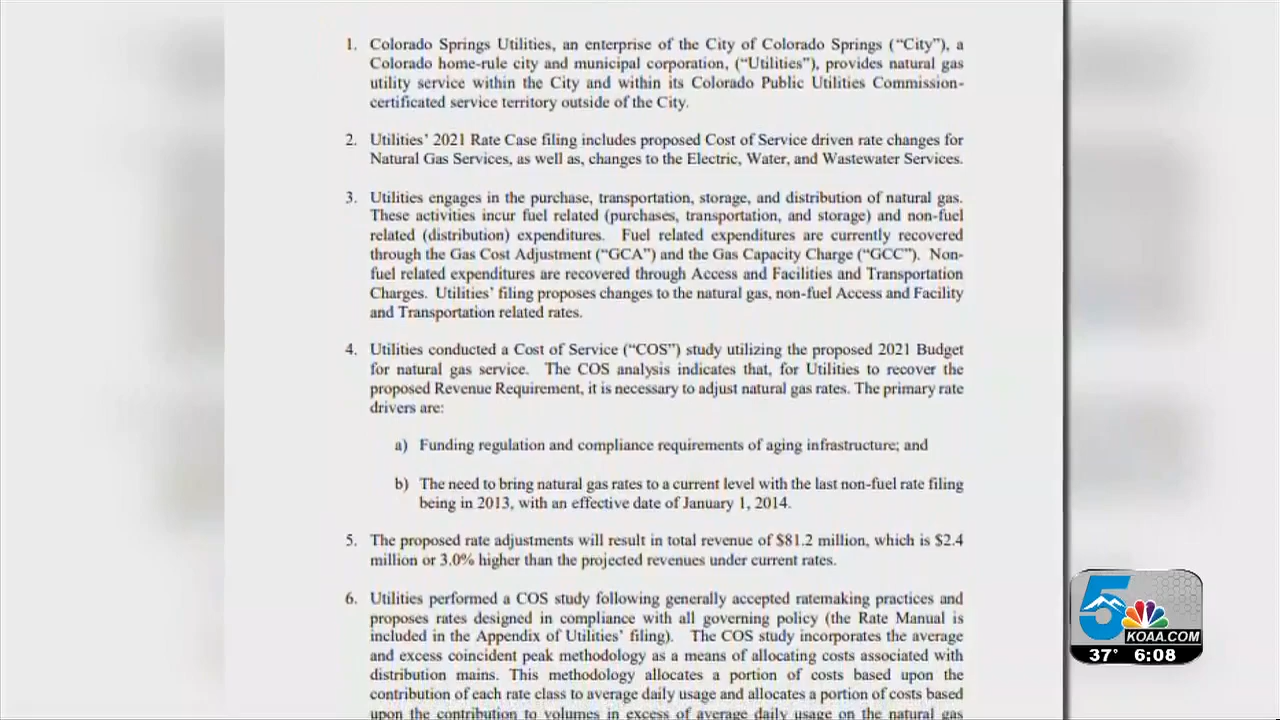 1. Colorado Springs Utilities, an enterprise of the City of Colorado Springs (“City”), a
Colorado home-rule city and municipal corporation, (“Utilities”), provides natural gas
utility service within the City and within its Colorado Public Utilities Commission-
certificated service territory outside of the City.
2. Utilities’ 2021 Rate Case filing includes proposed Cost of Service driven rate changes for
Natural Gas Services, as well as, changes to the Electric, Water, and Wastewater Services.
3. Utilities engages in the purchase, transportation, storage, and distribution of natural gas.
These activities incur fuel related (purchases, transportation, and storage) and non-fuel
related (distribution) expenditures. Fuel related expenditures are currently recovered
through the Gas Cost Adjustment (“GCA”) and the Gas Capacity Charge (“GCC”). Non-
fuel related expenditures are recovered through Access and Facilities and Transportation
Charges. Utilities’ filing proposes changes to the natural gas, non-fuel Access and Facility
and Transportation related rates.
4. Utilities conducted a Cost of Service (“COS”) study utilizing the proposed 2021 Budget
for natural gas service. The COS analysis indicates that, for Utilities to recover the
proposed Revenue Requirement, it is necessary to adjust natural gas rates. The primary rate
drivers are:
a) Funding regulation and compliance requirements of aging infrastructure; and
b) The need to bring natural gas rates to a current level with the last non-fuel rate filing
being in 2013, with an effective date of January 1, 2014.
5. The proposed rate adjustments will result in total revenue of $81.2 million, which is $2.4
million or 3.0% higher than the projected revenues under current rates.
6. Utilities performed a COS study following generally accepted ratemaking practices and
proposes rates designed in compliance with all governing policy (the Rate Manual is
included in the Appendix of Utilities’ filing). The COS study incorporates the average
and excess coincident peak methodology as a means of allocating costs associated with
distribution mains. This methodology allocates a portion of costs based upon the
contribution of each rate class to average daily usage and allocates a portion of costs based
upon the contribution to volumes in excess of average daily usage on the natural gas
5
KOAA.COM
37° 6:08